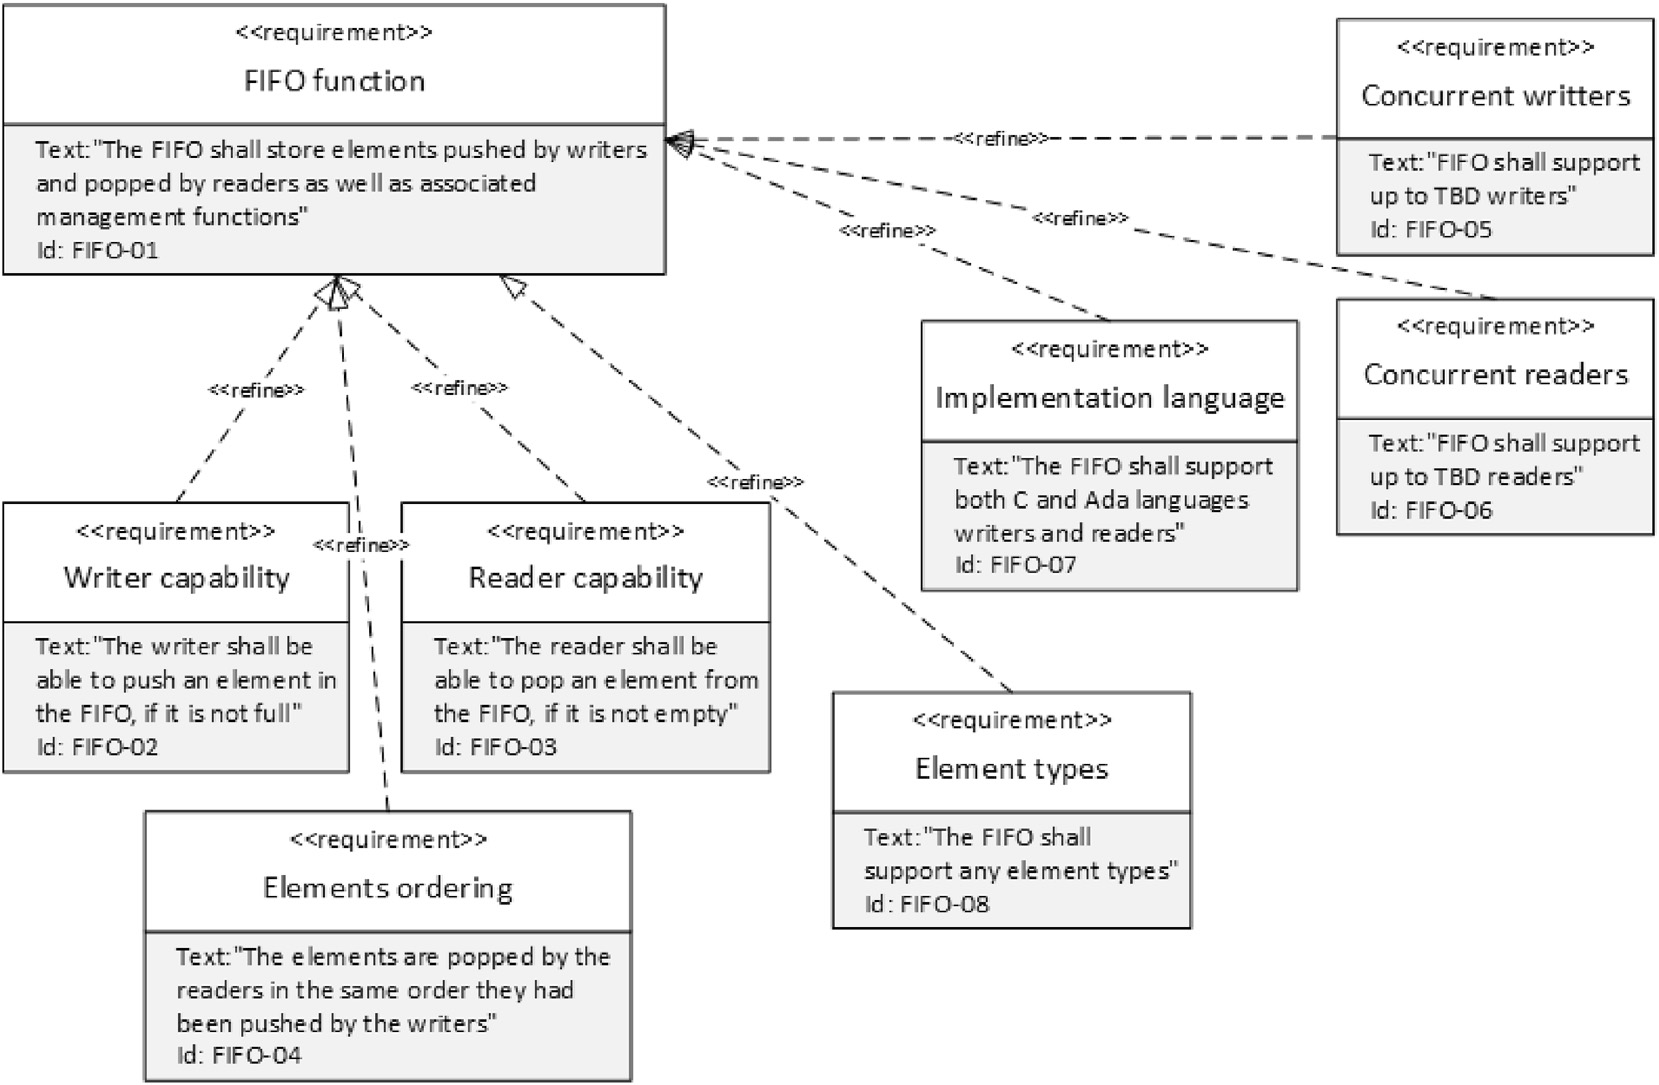 <<requirement>>
FIFO function
Text:"The FIFO shall store elements pushed by writers
and popped by readers as well as associated
management functions"
Id: FIFO-01
<<requirement>>
Concurrent writters
Text:"FIFO shall support
up to TBD writers"
Id: FIFO-05
<<refine>>
<<refine>>
<<refine>>
<<requirement>>
Concurrent readers
Text:"FIFO shall support
up to TBD readers"
Id: FIFO-06
<<requirement>>
Implementation language
Text:"The FIFO shall support
both C and Ada languages
writers and readers"
Id: FIFO-07
<<refine>>
<<refine>>
<<refine>>
<<refine>>
<<requirement>>
Writer capability
Text:"The writer shall be
able to push an element in
the FIFO, if it is not full"
Id: FIFO-02
<<requirement>>
Reader capability
Text:"The reader shall be
able to pop an element from
the FIFO, if it is not empty"
Id: FIFO-03
<<requirement>>
Element types
Text:"The FIFO shall
support any element types"
Id: FIFO-08
<<requirement>>
Elements ordering
Text:"The elements are popped by the
readers in the same order they had
been pushed by the writers"
Id: FIFO-04